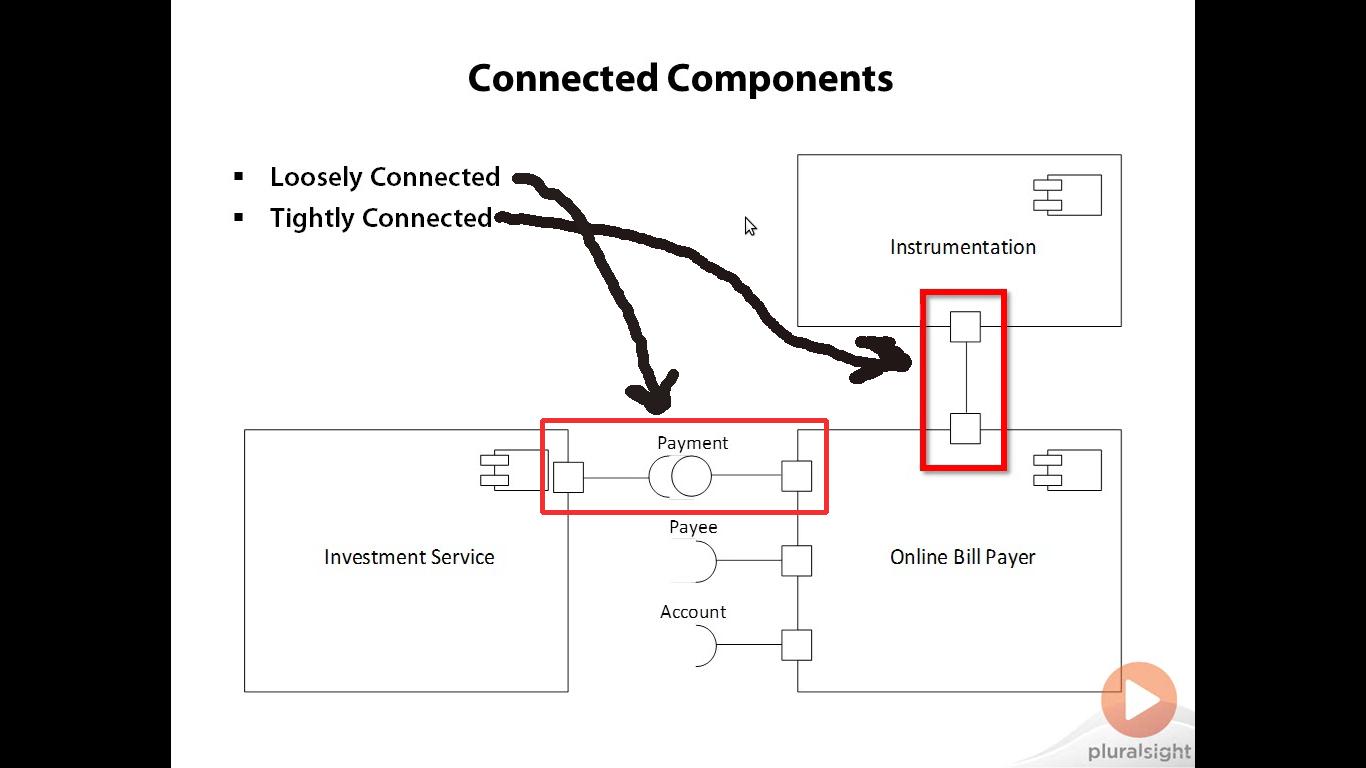 Connected Components
Loosely Connected
Tightly Connected
Instrumentation
Payment
Payee
Investment Service
Online Bill Payer
Account
pluralsight